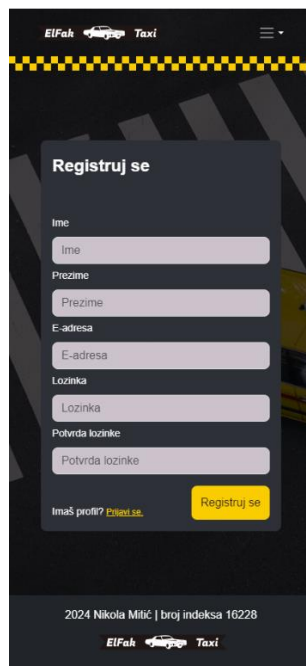 ElFak Taxi
Registruj se
Ime
Ime
Prezime
Prezime
E-adresa
E-adresa
Lozinka
Lozinka
Potvrda lozinke
Potvrda lozinke
Imaš profil? Prijavi se.
Registruj se
2024 Nikola Mitić | broj indeksa 16228
ElFak Taxi